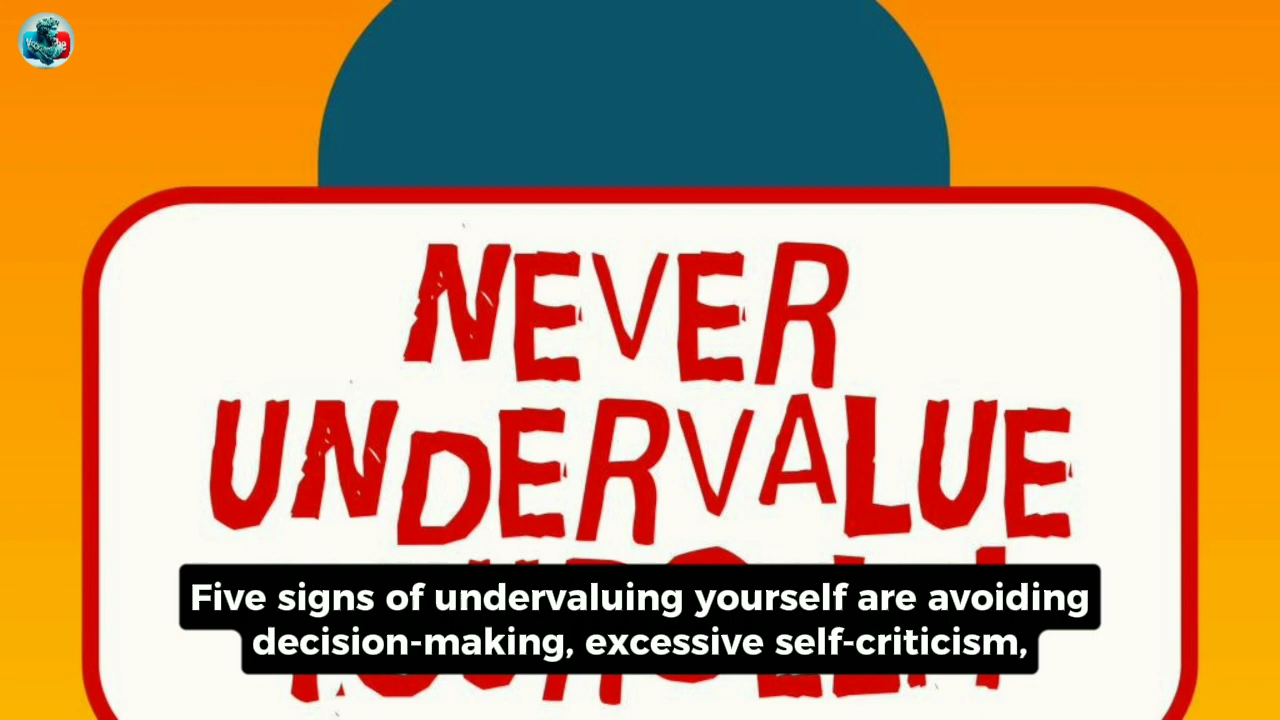 NEVER
UNDERVALUE
Five signs of undervaluing yourself are avoiding
decision-making, excessive self-criticism,